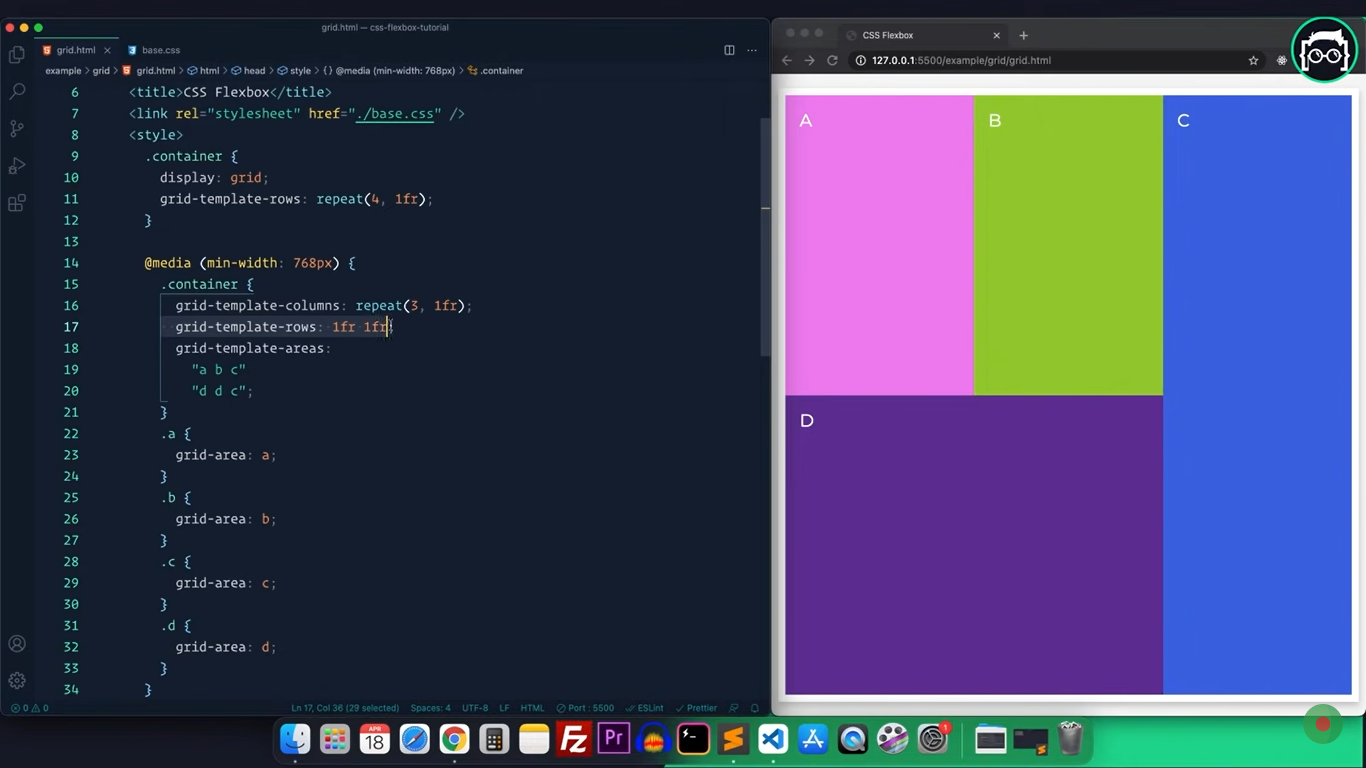 grid.html — css-flexbox-tutorial
grid.html
base.css
example › grid › grid.html › html › head › style › {} @media (min-width: 768px) › .container
6 <title>CSS Flexbox</title>
7 <link rel="stylesheet" href="./base.css" />
8 <style>
9 .container {
10 display: grid;
11 grid-template-rows: repeat(4, 1fr);
12 }
13
14 @media (min-width: 768px) {
15 .container {
16 grid-template-columns: repeat(3, 1fr);
17 grid-template-rows: 1fr 1fr;
18 grid-template-areas:
19 "a b c"
20 "d d c";
21 }
22 .a {
23 grid-area: a;
24 }
25 .b {
26 grid-area: b;
27 }
28 .c {
29 grid-area: c;
30 }
31 .d {
32 grid-area: d;
33 }
34 }
0 0 Ln 17, Col 36 (29 selected) Spaces: 4 UTF-8 LF HTML Port : 5500 ESLint Prettier
CSS Flexbox
127.0.0.1:5500/example/grid/grid.html
A
B
C
D
APR
18
Fz
Pr
1